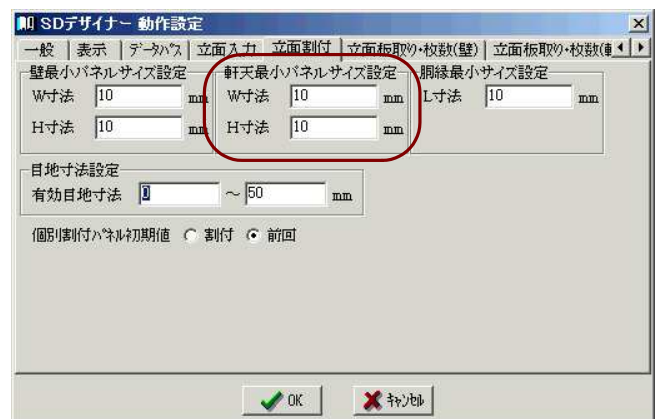 SDデザイナー 動作設定
一般 表示 データパス 立面入力 立面割付 立面板取り・枚数(壁) 立面板取り・枚数(
壁最小パネルサイズ設定 軒天最小パネルサイズ設定 胴縁最小サイズ設定
W寸法 10 mm W寸法 10 mm L寸法 10 mm
H寸法 10 mm H寸法 10 mm
目地寸法設定
有効目地寸法 0 ～ 50 mm
個別割付パネル初期値 割付 前回
OK キャンセル